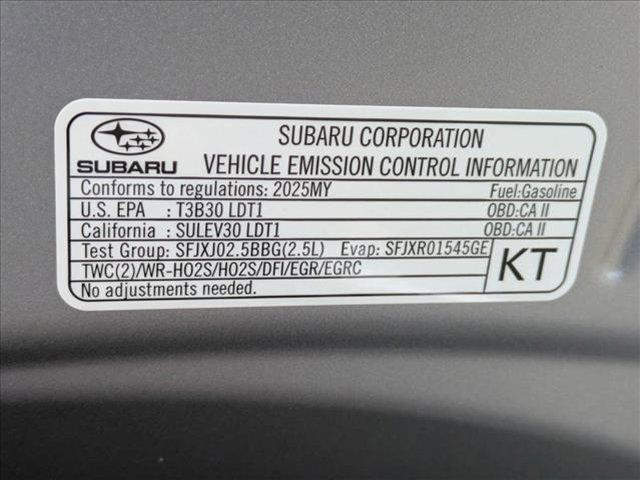 SUBARU CORPORATION
SUBARU VEHICLE EMISSION CONTROL INFORMATION
Conforms to regulations: 2025MY Fuel:Gasoline
U.S. EPA : T3B30 LDT1 OBD:CA II
California : SULEV30 LDT1 OBD:CA II
Test Group: SFJXJ02.5BBG(2.5L) Evap: SFJXR01545GE
TWC(2)/WR-HO2S/HO2S/DFI/EGR/EGRC KT
No adjustments needed.